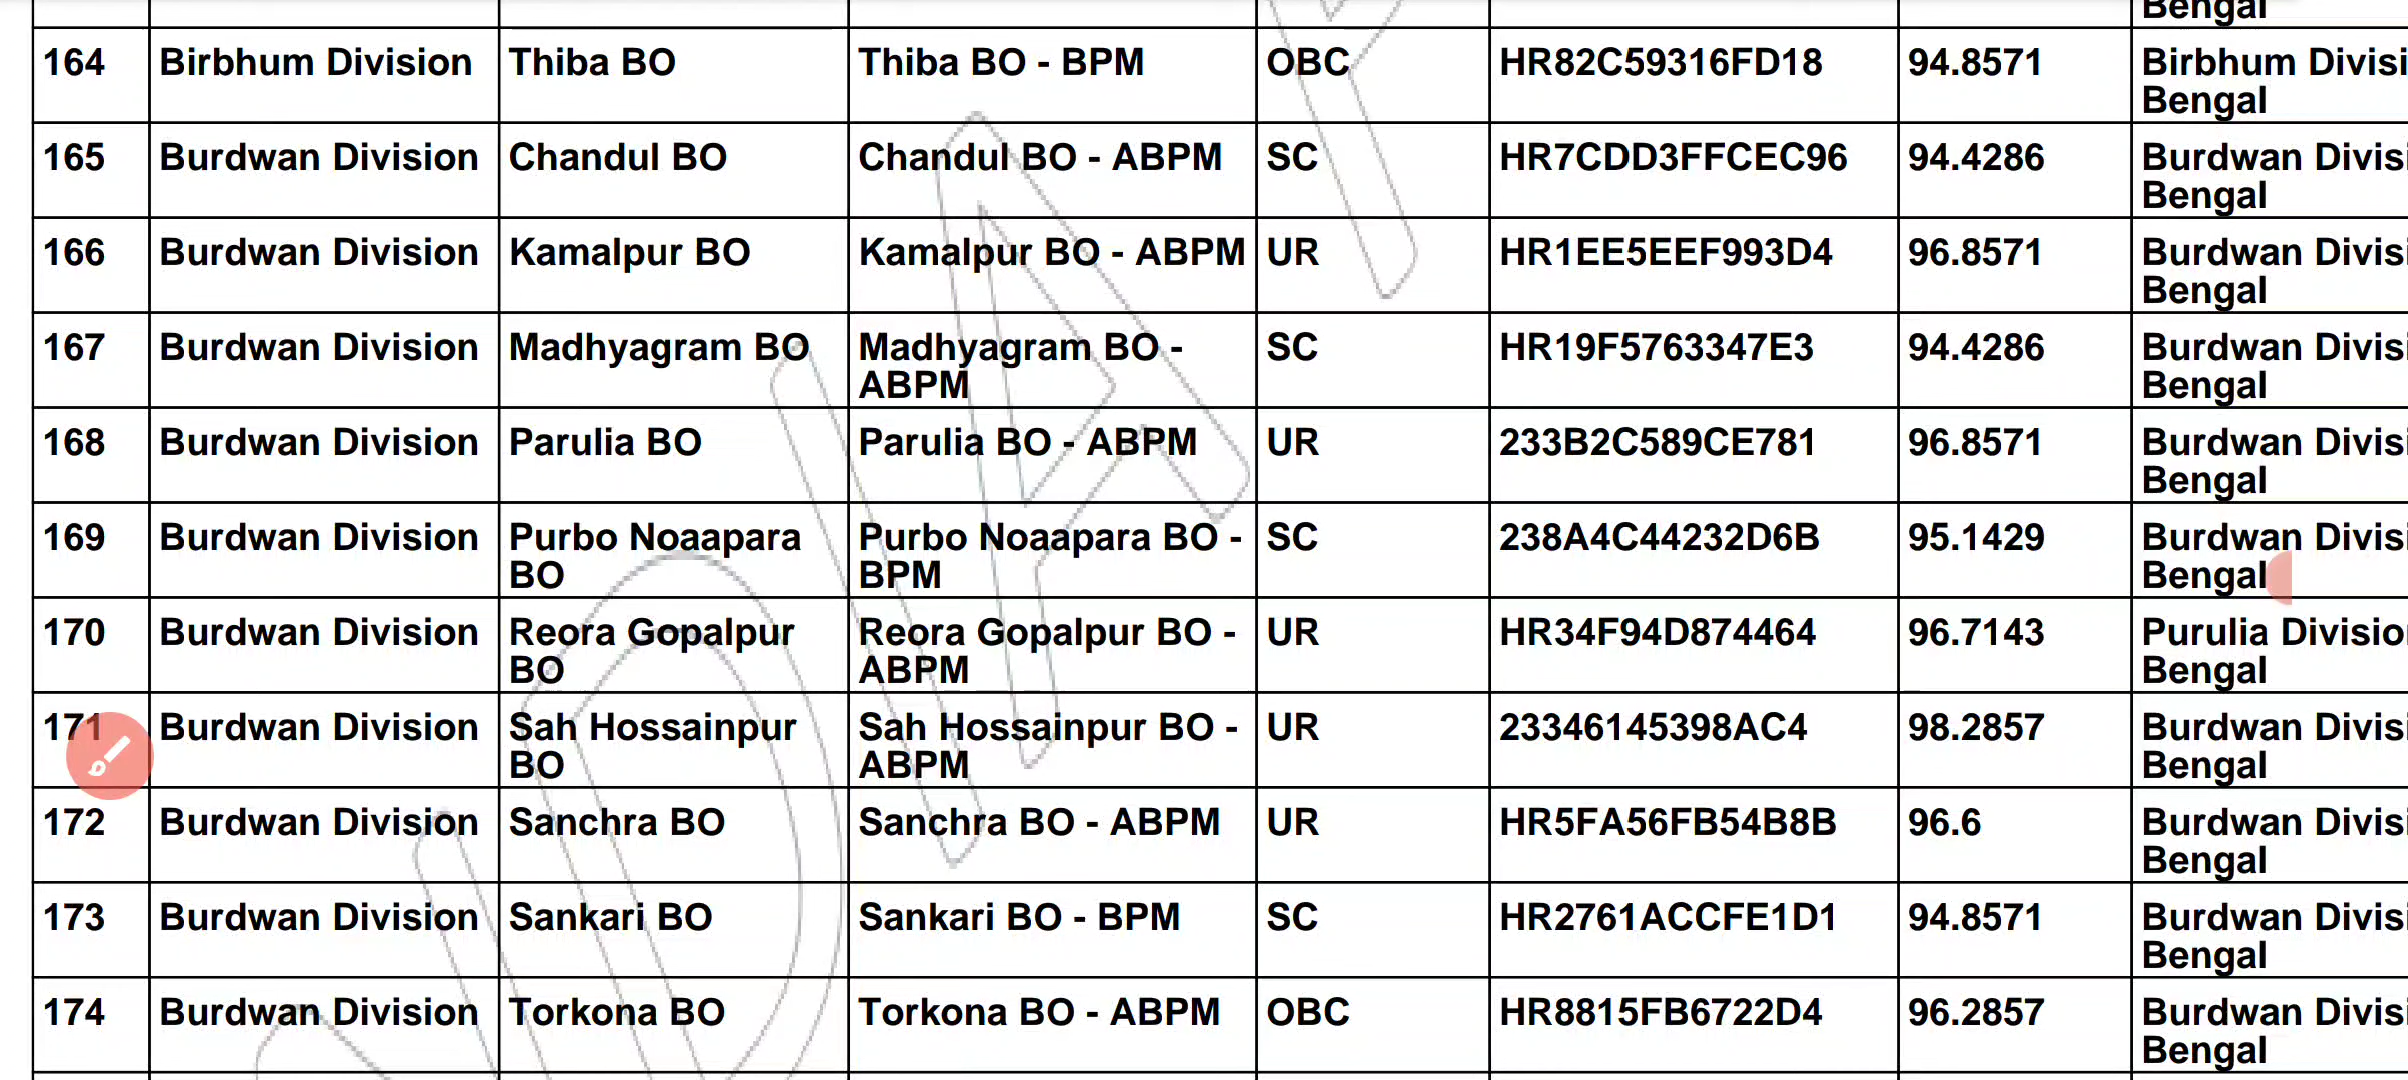 Bengal
164 Birbhum Division Thiba BO Thiba BO - BPM OBC HR82C59316FD18 94.8571 Birbhum Divisi
Bengal
165 Burdwan Division Chandul BO Chandul BO - ABPM SC HR7CDD3FFCEC96 94.4286 Burdwan Divisi
Bengal
166 Burdwan Division Kamalpur BO Kamalpur BO - ABPM UR HR1EE5EEF993D4 96.8571 Burdwan Divisi
Bengal
167 Burdwan Division Madhyagram BO Madhyagram BO - SC HR19F5763347E3 94.4286 Burdwan Divisi
ABPM Bengal
168 Burdwan Division Parulia BO Parulia BO - ABPM UR 233B2C589CE781 96.8571 Burdwan Divisi
Bengal
169 Burdwan Division Purbo Noaapara Purbo Noaapara BO - SC 238A4C44232D6B 95.1429 Burdwan Divisi
BO BPM Bengal
170 Burdwan Division Reora Gopalpur Reora Gopalpur BO - UR HR34F94D874464 96.7143 Purulia Division
BO ABPM Bengal
171 Burdwan Division Sah Hossainpur Sah Hossainpur BO - UR 23346145398AC4 98.2857 Burdwan Divisi
BO ABPM Bengal
172 Burdwan Division Sanchra BO Sanchra BO - ABPM UR HR5FA56FB54B8B 96.6 Burdwan Divisi
Bengal
173 Burdwan Division Sankari BO Sankari BO - BPM SC HR2761ACCFE1D1 94.8571 Burdwan Divisi
Bengal
174 Burdwan Division Torkona BO Torkona BO - ABPM OBC HR8815FB6722D4 96.2857 Burdwan Divisi
Bengal